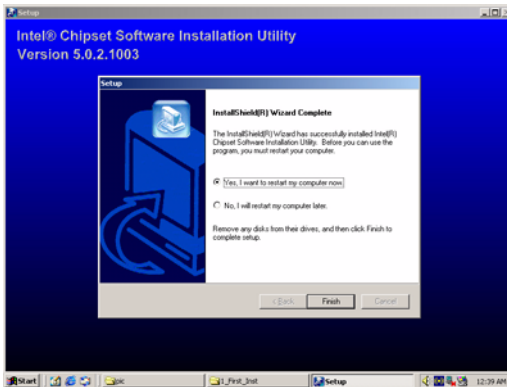 Setup
Intel® Chipset Software Installation Utility
Version 5.0.2.1003
Setup
InstallShield(R) Wizard Complete
The InstallShield(R) Wizard has successfully installed Intel(R)
Chipset Software Installation Utility. Before you can use the
program, you must restart your computer.
Yes, I want to restart my computer now.
No, I will restart my computer later.
Remove any disks from their drives, and then click Finish to
complete setup.
< Back
Finish
Cancel
Start
pic
1_First_Inst
Setup
12:39 AM